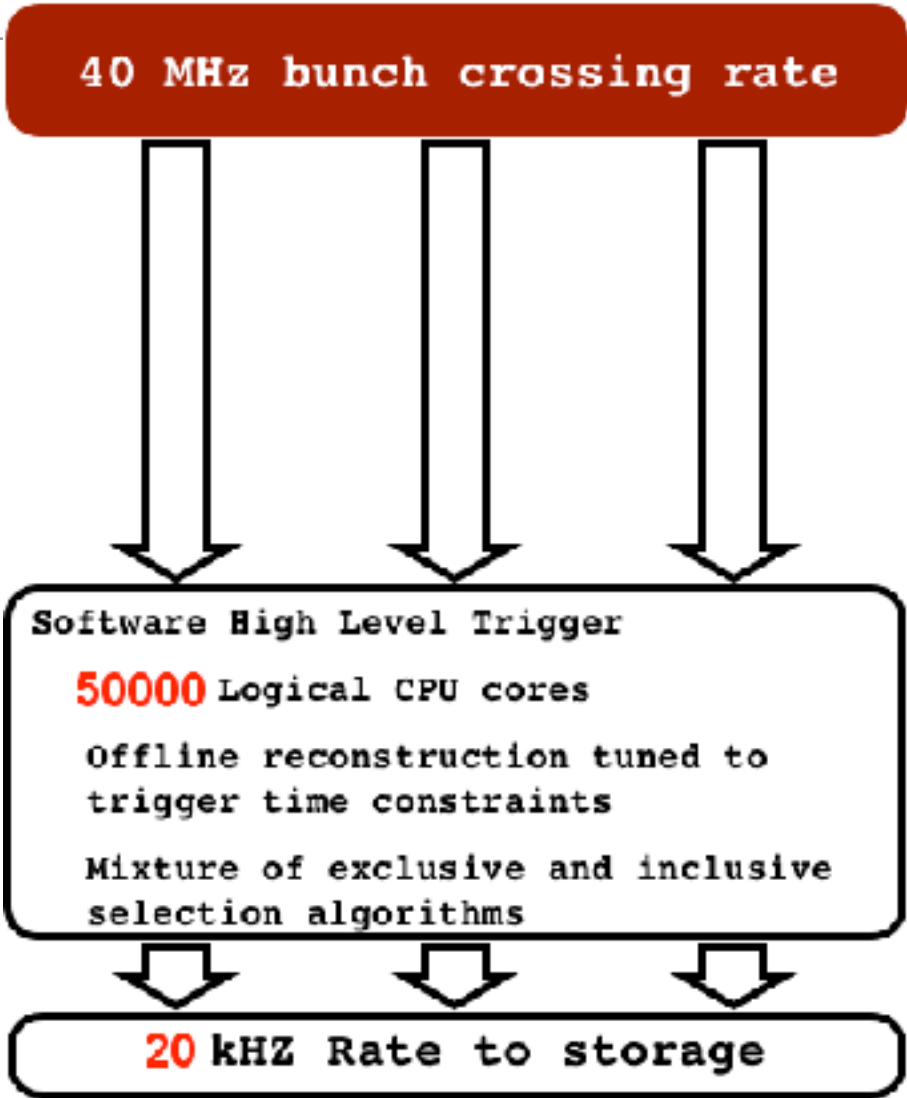 40 MHz bunch crossing rate
Software High Level Trigger
50000 Logical CPU cores
Offline reconstruction tuned to
trigger time constraints
Mixture of exclusive and inclusive
selection algorithms
20 kHZ Rate to storage